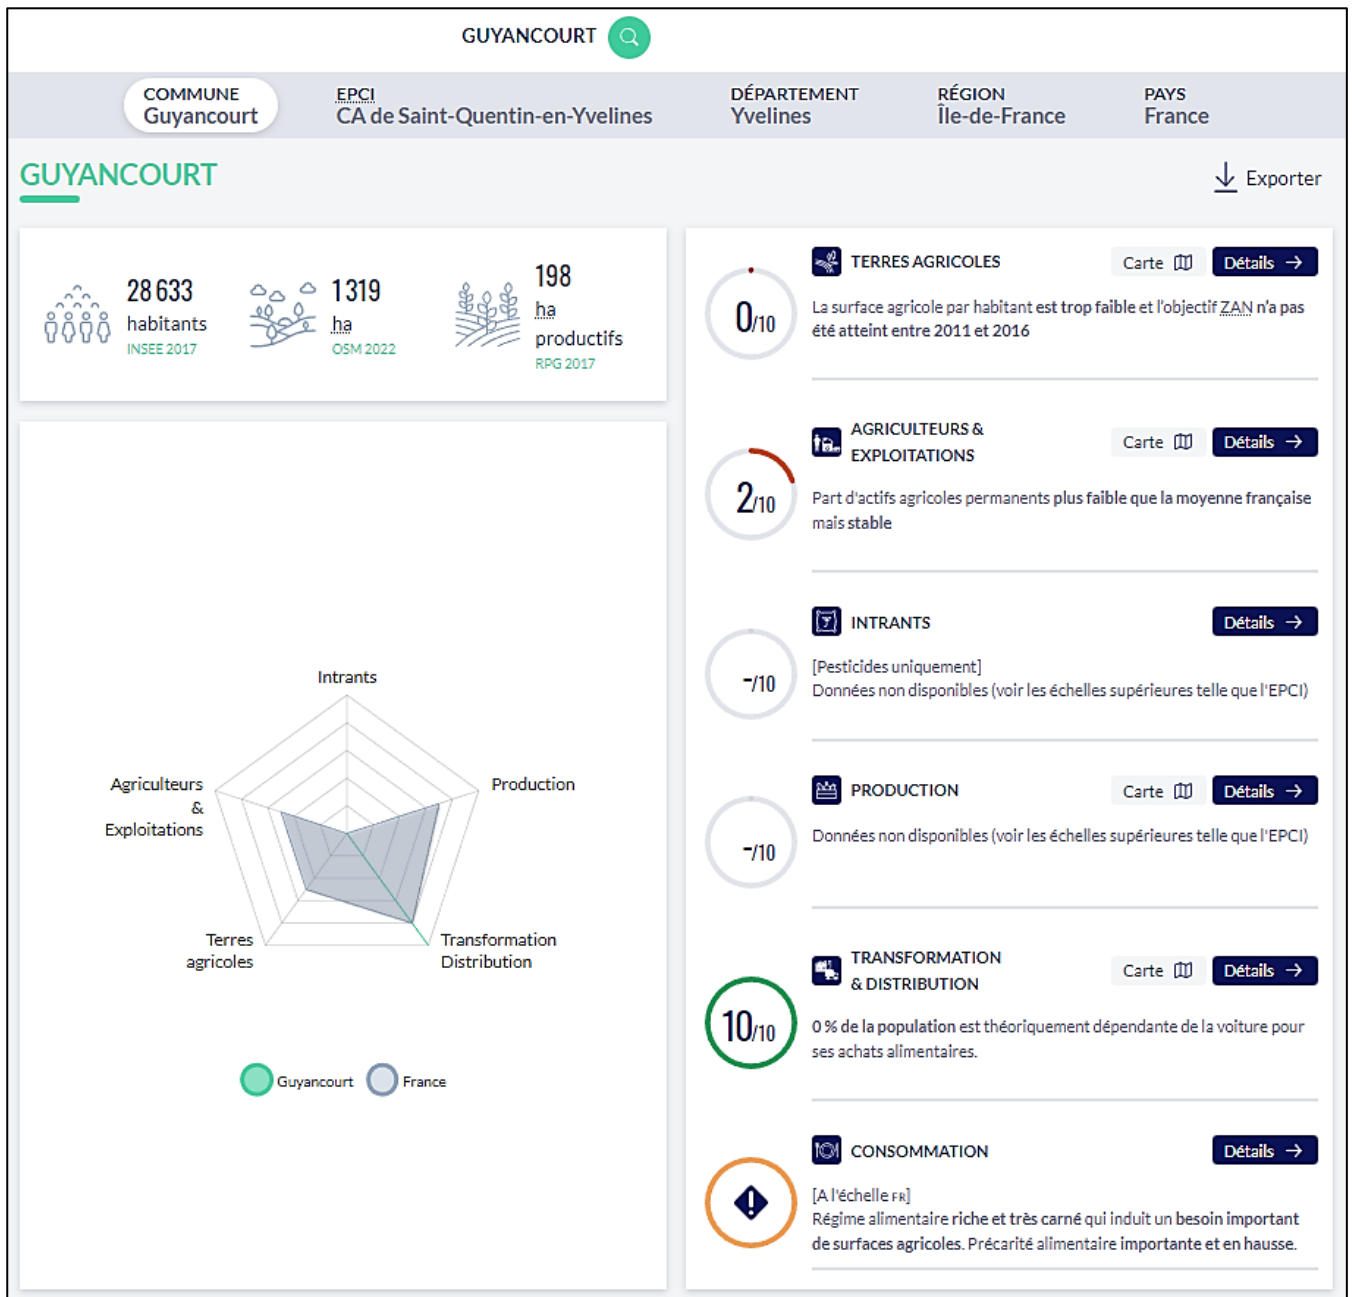 GUYANCOURT
COMMUNE
Guyancourt
EPCI
CA de Saint-Quentin-en-Yvelines
DÉPARTEMENT
Yvelines
RÉGION
Île-de-France
PAYS
France
GUYANCOURT
Exporter
28 633
habitants
INSEE 2017
1 319
ha
OSM 2022
198
ha
productifs
RPG 2017
Intrants
Agriculteurs
&
Exploitations
Production
Terres
agricoles
Transformation
Distribution
Guyancourt
France
0/10
TERRES AGRICOLES
Carte
Détails →
La surface agricole par habitant est trop faible et l'objectif ZAN n'a pas
été atteint entre 2011 et 2016
2/10
AGRICULTEURS &
EXPLOITATIONS
Carte
Détails →
Part d'actifs agricoles permanents plus faible que la moyenne française
mais stable
-/10
INTRANTS
Détails →
[Pesticides uniquement]
Données non disponibles (voir les échelles supérieures telle que l'EPCI)
-/10
PRODUCTION
Carte
Détails →
Données non disponibles (voir les échelles supérieures telle que l'EPCI)
10/10
TRANSFORMATION
& DISTRIBUTION
Carte
Détails →
0 % de la population est théoriquement dépendante de la voiture pour
ses achats alimentaires.
CONSOMMATION
Détails →
[A l'échelle FR]
Régime alimentaire riche et très carné qui induit un besoin important
de surfaces agricoles. Précarité alimentaire importante et en hausse.